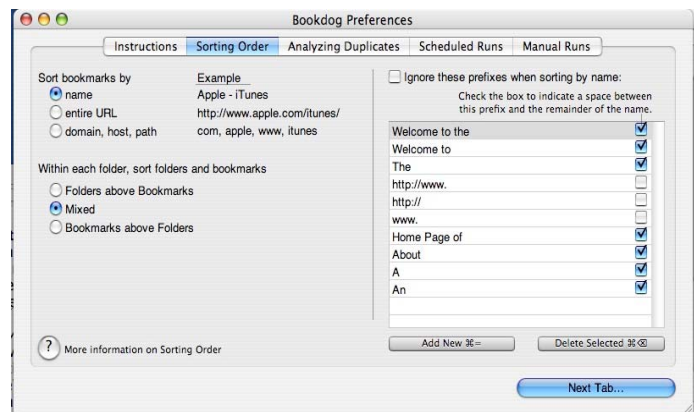 Bookdog Preferences
Instructions Sorting Order Analyzing Duplicates Scheduled Runs Manual Runs
Sort bookmarks by Example
name Apple - iTunes
entire URL http://www.apple.com/itunes/
domain, host, path com, apple, www, itunes
Within each folder, sort folders and bookmarks
Folders above Bookmarks
Mixed
Bookmarks above Folders
? More information on Sorting Order
Ignore these prefixes when sorting by name:
Check the box to indicate a space between
this prefix and the remainder of the name.
Welcome to the
Welcome to
The
http://www.
http://
www.
Home Page of
About
A
An
Add New ⌘= Delete Selected ⌘⌫
Next Tab...